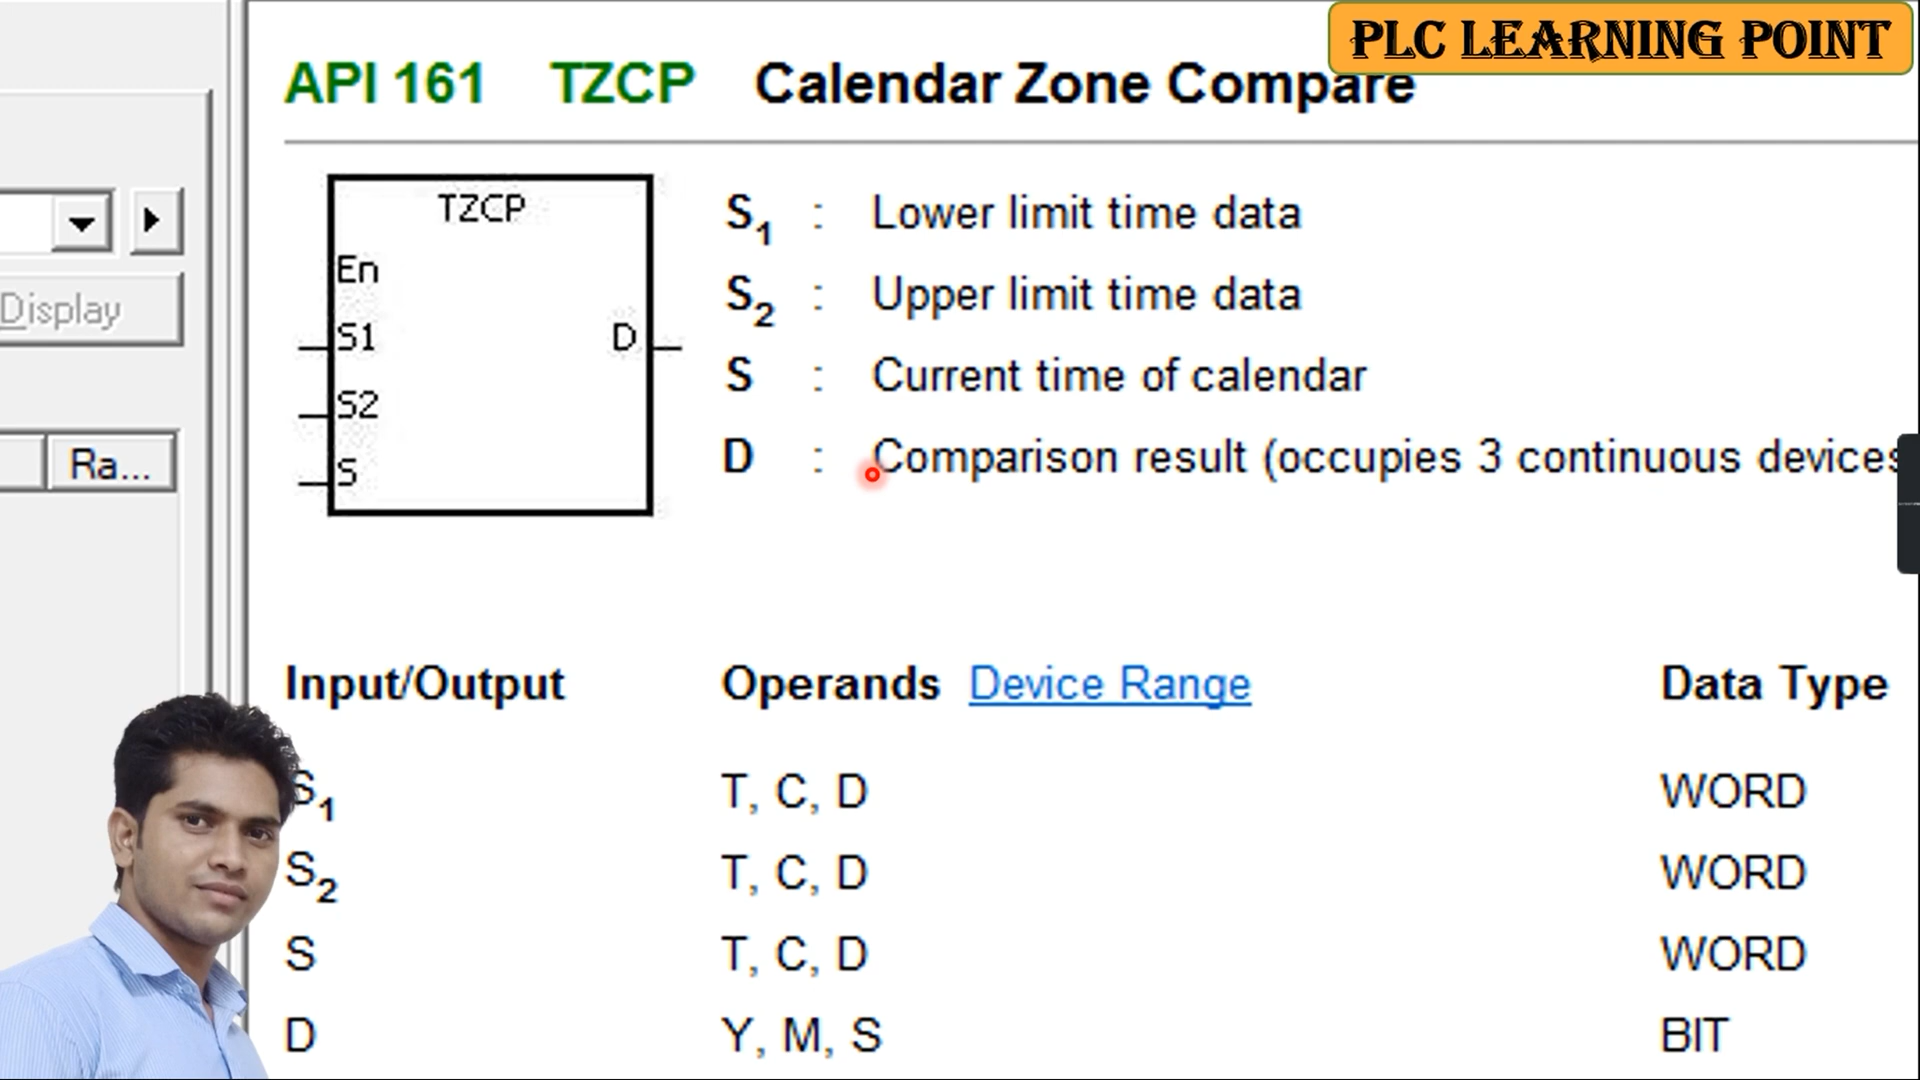 PLC LEARNING POINT
API 161 TZCP Calendar Zone Compare
TZCP
En
S1
S2
S
D
S1 : Lower limit time data
S2 : Upper limit time data
S : Current time of calendar
D : Comparison result (occupies 3 continuous devices
Display
Ra...
Input/Output Operands Device Range Data Type
S1 T, C, D WORD
S2 T, C, D WORD
S T, C, D WORD
D Y, M, S BIT